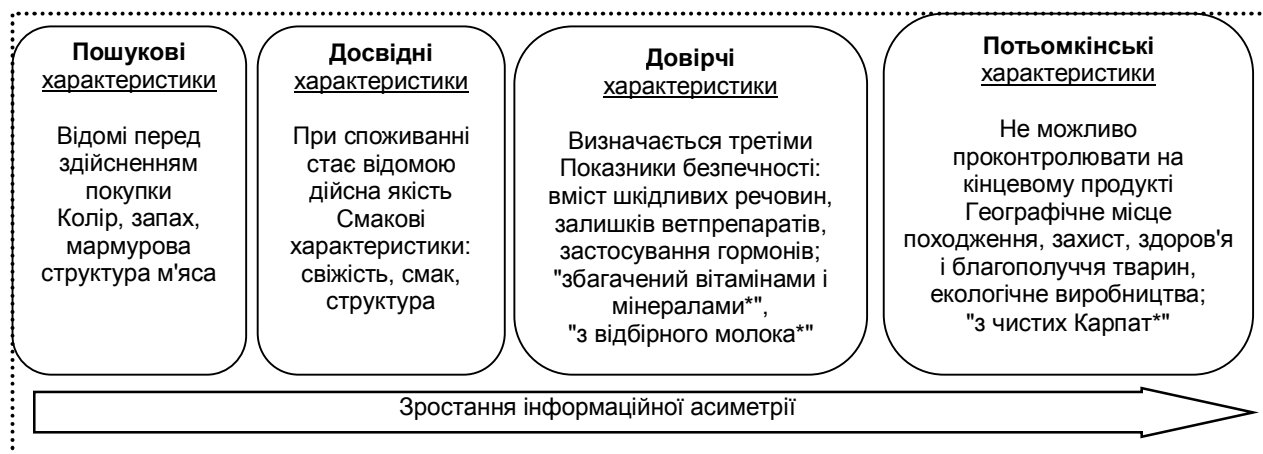 Пошукові
характеристики
Відомі перед
здійсненням
покупки
Колір, запах,
мармурова
структура м'яса
Досвідні
характеристики
При споживанні
стає відомою
дійсна якість
Смакові
характеристики:
свіжість, смак,
структура
Довірчі
характеристики
Визначається третіми
Показники безпечності:
вміст шкідливих речовин,
залишків ветпрепаратів,
застосування гормонів;
"збагачений вітамінами і
мінералами*",
"з відбірного молока*"
Потьомкінські
характеристики
Не можливо
проконтролювати на
кінцевому продукті
Географічне місце
походження, захист, здоров'я
і благополуччя тварин,
екологічне виробництва;
"з чистих Карпат*"
Зростання інформаційної асиметрії